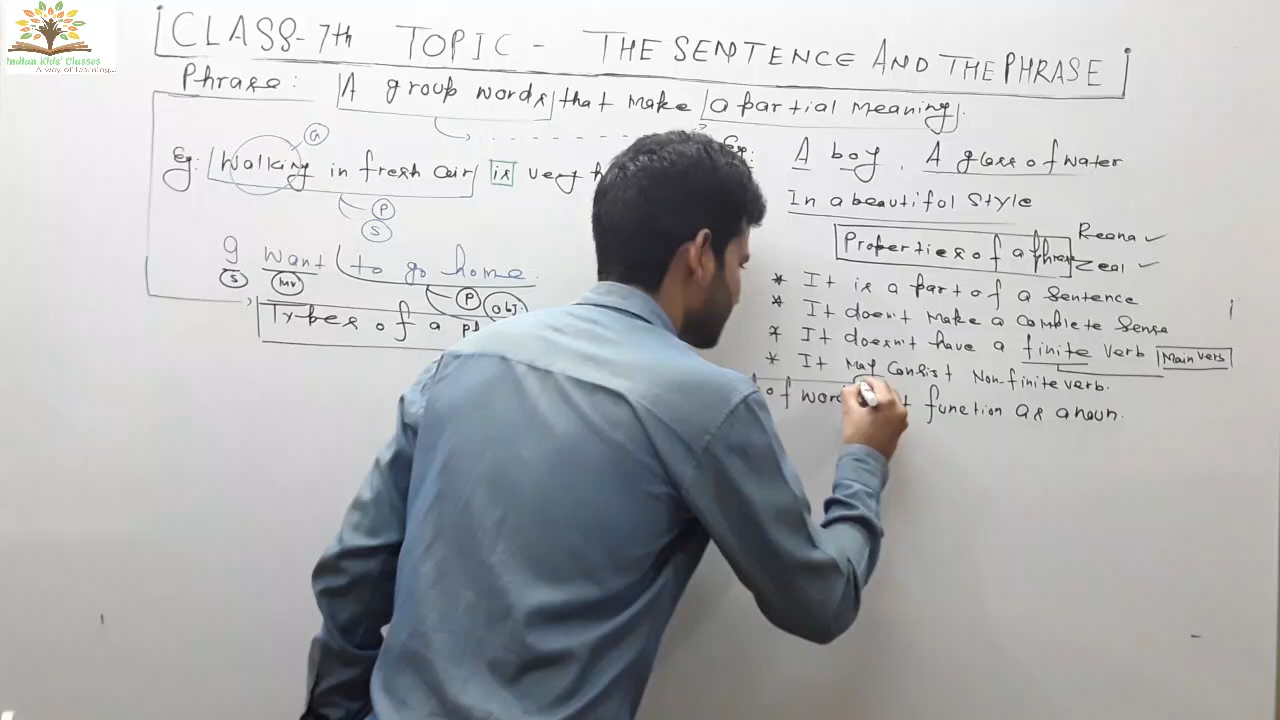 Indian Kids' Classes
A way of learning...
CLASS-7th TOPIC - THE SENTENCE AND THE PHRASE
Phrase: A group words that make a partial meaning.
Eg: Walking in fresh air is very
G
P
S
I want to go home.
S
MV
P
Obj.
Types of a
Eg: A boy, A glass of water
In a beautiful style
Properties of a phrase
Reena ✓
Zeal ✓
* It is a part of a sentence
* It doesn't make a complete sense
* It doesn't have a finite verb Main verb
* It may consist Non-finite verb.
of function as a noun.